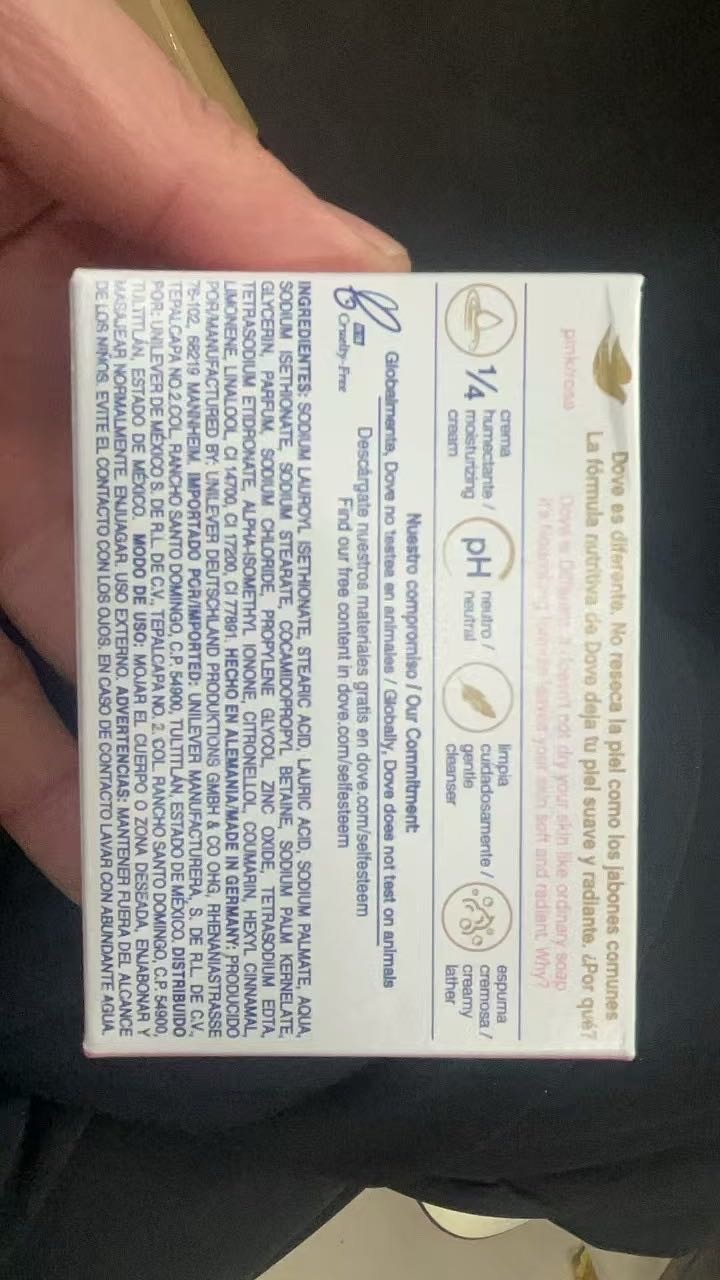 Dove es diferente. No reseca la piel como los jabones comunes
La fórmula nutritiva de Dove deja tu piel suave y radiante. ¿Por qué?
pink/rosa
not dry your skin like ordinary soap
skin soft and radiant. Why?
1/4
crema
humectante /
moisturizing
cream
pH
neutro /
neutral
limpia
cuidadosamente /
gentle
cleanser
espuma
cremosa /
creamy
lather
Nuestro compromiso / Our Commitment:
Globalmente, Dove no testea en animales / Globally, Dove does not test on animals
Descárgate nuestros materiales gratis en dove.com/selfesteem
Find our free content in dove.com/selfesteem
Cruelty-Free
INGREDIENTES: SODIUM LAUROYL ISETHIONATE, STEARIC ACID, LAURIC ACID, SODIUM PALMATE, AQUA,
SODIUM ISETHIONATE, SODIUM STEARATE, COCAMIDOPROPYL BETAINE, SODIUM PALM KERNELATE,
GLYCERIN, PARFUM, SODIUM CHLORIDE, PROPYLENE GLYCOL, ZINC OXIDE, TETRASODIUM EDTA,
TETRASODIUM ETIDRONATE, ALPHA-ISOMETHYL IONONE, CITRONELLOL, COUMARIN, HEXYL CINNAMAL,
LIMONENE, LINALOOL, CI 14700, CI 17200, CI 77891. HECHO EN ALEMANIA/MADE IN GERMANY: PRODUCIDO
POR/MANUFACTURED BY: UNILEVER DEUTSCHLAND PRODUKTIONS GMBH & CO OHG, RHENANIASTRASSE
76-102, 68219 MANNHEIM. IMPORTADO POR/IMPORTED: UNILEVER MANUFACTURERA, S. DE R.L. DE C.V.,
TEPALCAPA NO.2.COL. RANCHO SANTO DOMINGO, C.P. 54900, TULTITLÁN, ESTADO DE MÉXICO. DISTRIBUIDO
POR: UNILEVER DE MÉXICO S. DE R.L. DE C.V., TEPALCAPA NO. 2. COL. RANCHO SANTO DOMINGO, C.P. 54900,
TULTITLÁN, ESTADO DE MÉXICO. MODO DE USO: MOJAR EL CUERPO O ZONA DESEADA, ENJABONAR Y
MASAJEAR NORMALMENTE. ENJUAGAR. USO EXTERNO. ADVERTENCIAS: MANTENER FUERA DEL ALCANCE
DE LOS NIÑOS. EVITE EL CONTACTO CON LOS OJOS. EN CASO DE CONTACTO LAVAR CON ABUNDANTE AGUA.